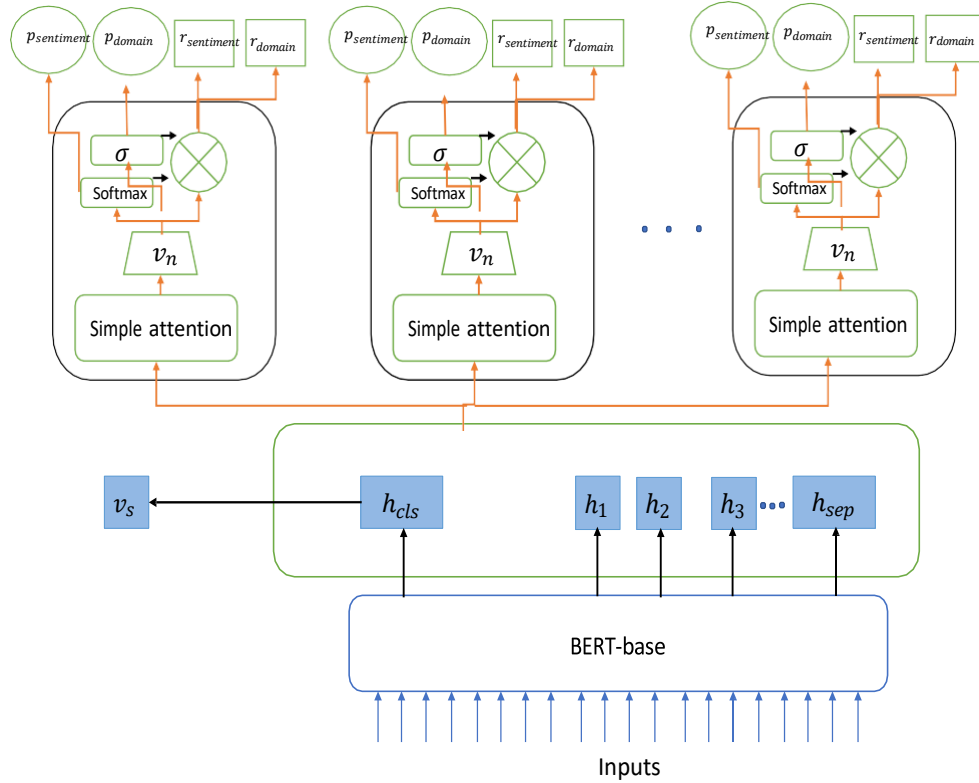 p_sentiment p_domain r_sentiment r_domain p_sentiment p_domain r_sentiment r_domain p_sentiment p_domain r_sentiment r_domain
σ σ σ
Softmax Softmax Softmax
v_n v_n v_n
. . .
Simple attention Simple attention Simple attention
v_s h_cls h_1 h_2 h_3 ... h_sep
BERT-base
Inputs